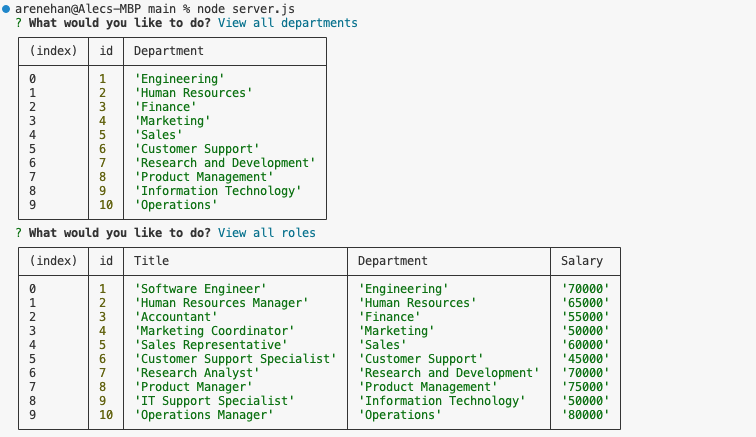 arenehan@Alecs-MBP main % node server.js
? What would you like to do? View all departments
(index) id Department
0 1 'Engineering'
1 2 'Human Resources'
2 3 'Finance'
3 4 'Marketing'
4 5 'Sales'
5 6 'Customer Support'
6 7 'Research and Development'
7 8 'Product Management'
8 9 'Information Technology'
9 10 'Operations'
? What would you like to do? View all roles
(index) id Title Department Salary
0 1 'Software Engineer' 'Engineering' '70000'
1 2 'Human Resources Manager' 'Human Resources' '65000'
2 3 'Accountant' 'Finance' '55000'
3 4 'Marketing Coordinator' 'Marketing' '50000'
4 5 'Sales Representative' 'Sales' '60000'
5 6 'Customer Support Specialist' 'Customer Support' '45000'
6 7 'Research Analyst' 'Research and Development' '70000'
7 8 'Product Manager' 'Product Management' '75000'
8 9 'IT Support Specialist' 'Information Technology' '50000'
9 10 'Operations Manager' 'Operations' '80000'